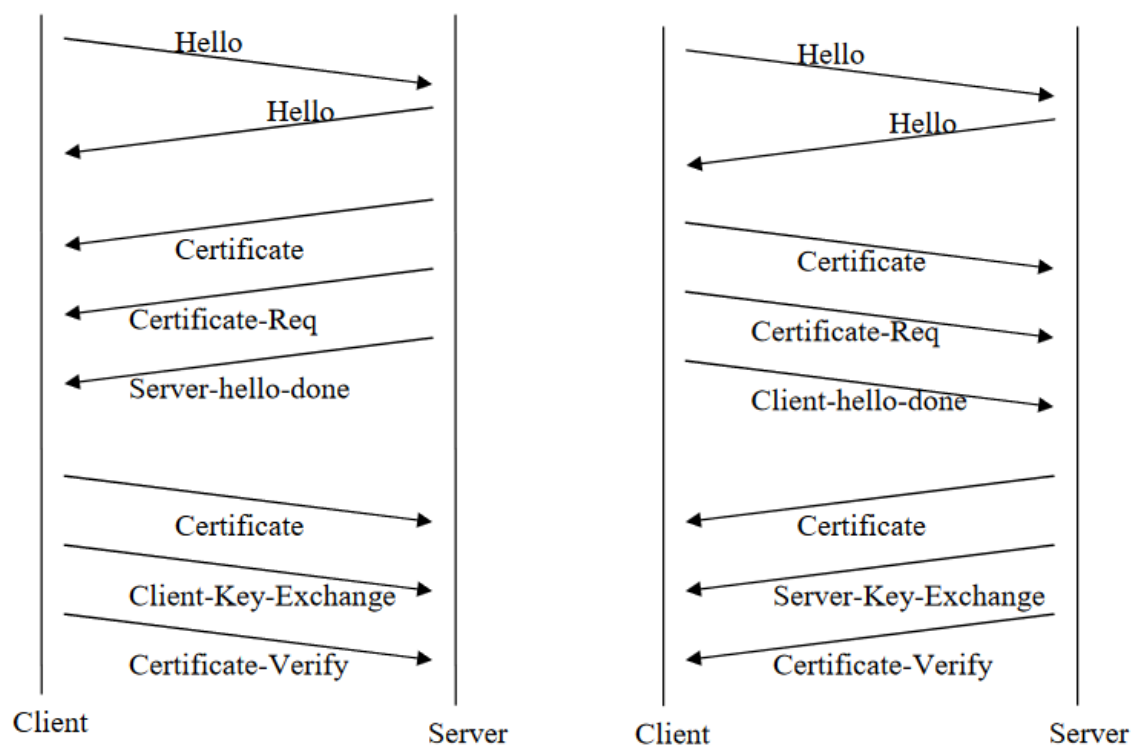 Hello
Hello
Certificate
Certificate-Req
Server-hello-done
Certificate
Client-Key-Exchange
Certificate-Verify
Client
Server
Hello
Hello
Certificate
Certificate-Req
Client-hello-done
Certificate
Server-Key-Exchange
Certificate-Verify
Client
Server